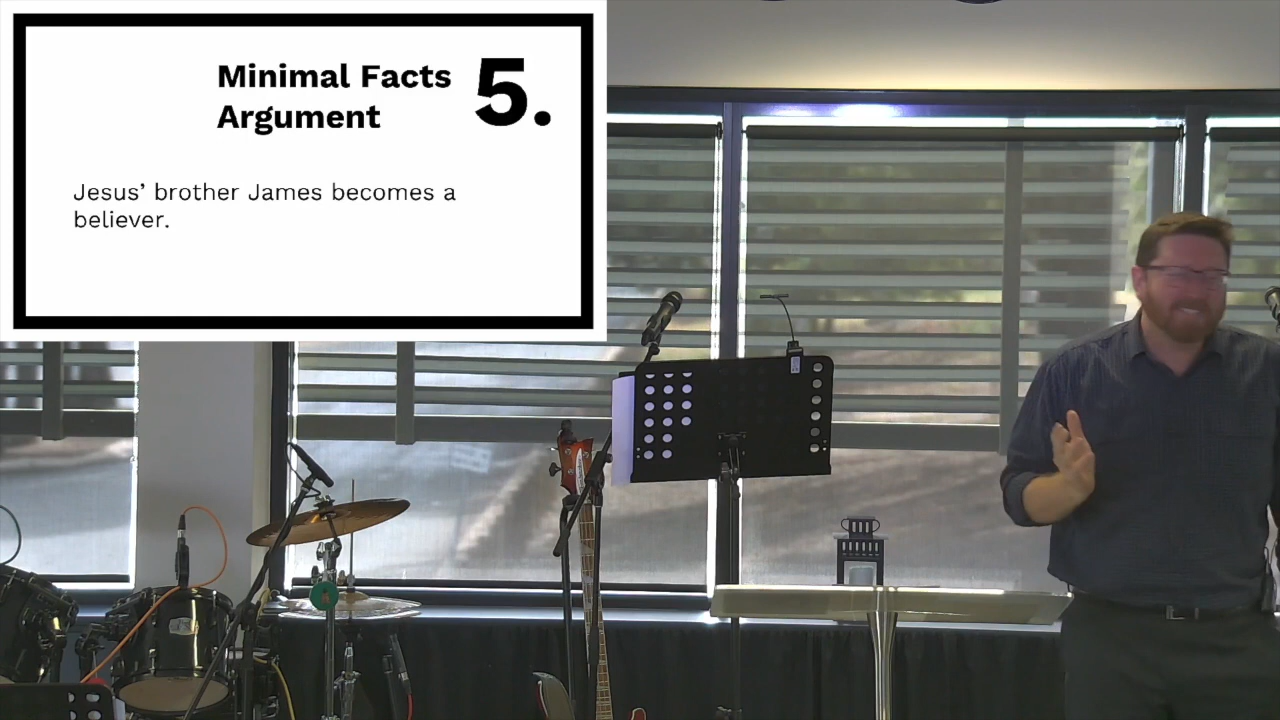 Minimal Facts
Argument
5.
Jesus’ brother James becomes a
believer.